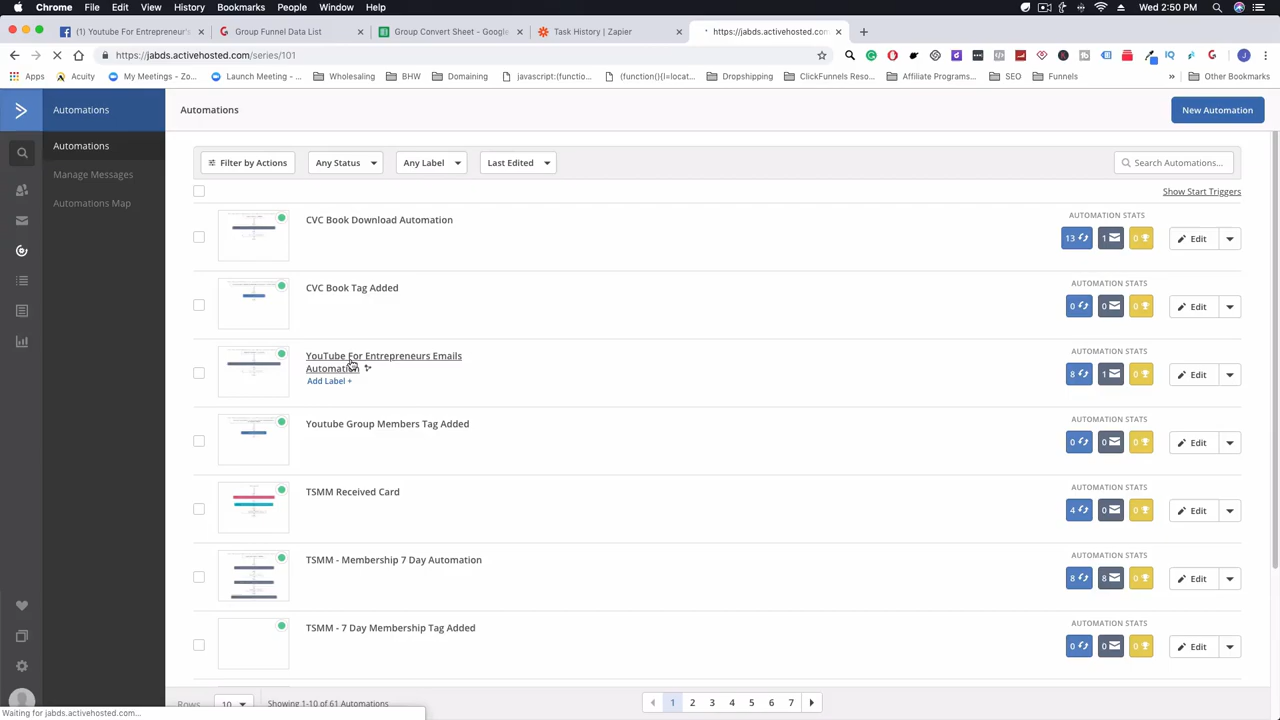 Chrome File Edit View History Bookmarks People Window Help
Wed 2:50 PM
(1) Youtube For Entrepreneur's
Group Funnel Data List
Group Convert Sheet - Google
Task History | Zapier
https://jabds.activehosted.com
https://jabds.activehosted.com/series/101
Apps Acuity My Meetings - Zo... Launch Meeting - ... Wholesaling BHW Domaining javascript:(functio... (function(){l=locat... Dropshipping ClickFunnels Reso... Affiliate Programs... SEO Funnels » Other Bookmarks
Automations
Automations
Manage Messages
Automations Map
Automations
New Automation
Filter by Actions Any Status Any Label Last Edited Search Automations...
Show Start Triggers
CVC Book Download Automation
AUTOMATION STATS
13 1 0 Edit
CVC Book Tag Added
AUTOMATION STATS
0 0 0 Edit
YouTube For Entrepreneurs Emails
Automation
Add Label +
AUTOMATION STATS
8 1 0 Edit
Youtube Group Members Tag Added
AUTOMATION STATS
0 0 0 Edit
TSMM Received Card
AUTOMATION STATS
4 0 0 Edit
TSMM - Membership 7 Day Automation
AUTOMATION STATS
8 8 0 Edit
TSMM - 7 Day Membership Tag Added
AUTOMATION STATS
0 0 0 Edit
Rows 10 Showing 1-10 of 61 Automations
1 2 3 4 5 6 7
Waiting for jabds.activehosted.com...